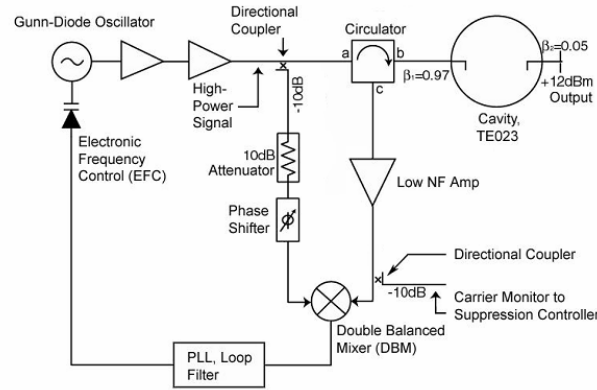 Gunn-Diode Oscillator
Directional
Coupler
Circulator
a
b
c
β₁=0.97
β₂=0.05
+12dBm
Output
Cavity,
TE023
High-
Power
Signal
-10dB
Electronic
Frequency
Control (EFC)
10dB
Attenuator
Low NF Amp
Phase
Shifter
ϕ
Directional Coupler
-10dB
Carrier Monitor to
Suppression Controller
Double Balanced
Mixer (DBM)
PLL, Loop
Filter